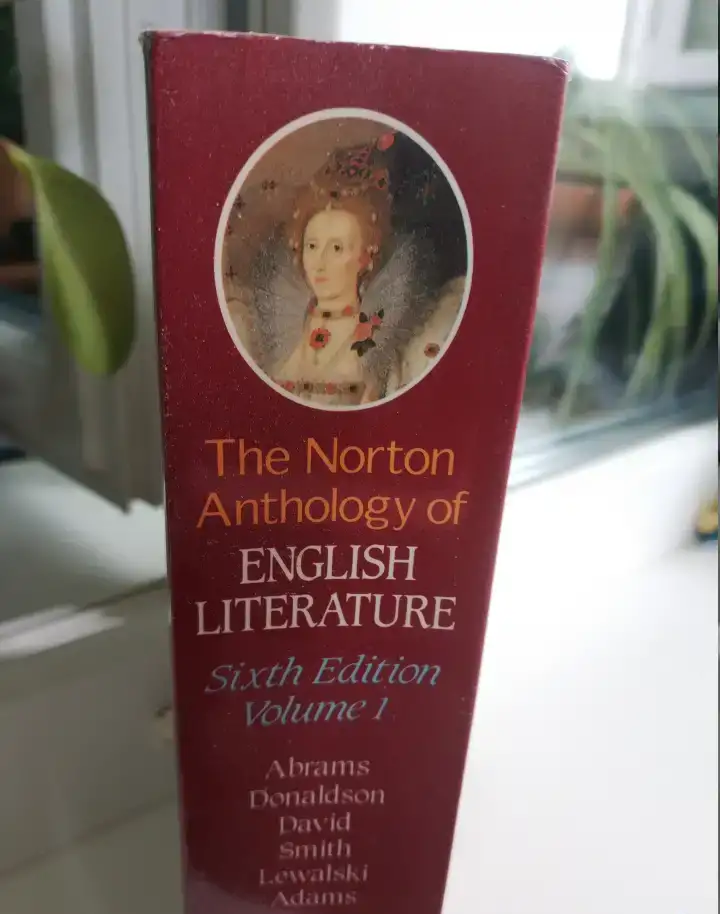 The Norton
Anthology of
ENGLISH
LITERATURE
Sixth Edition
Volume 1
Abrams
Donaldson
David
Smith
Lewalski
Adams